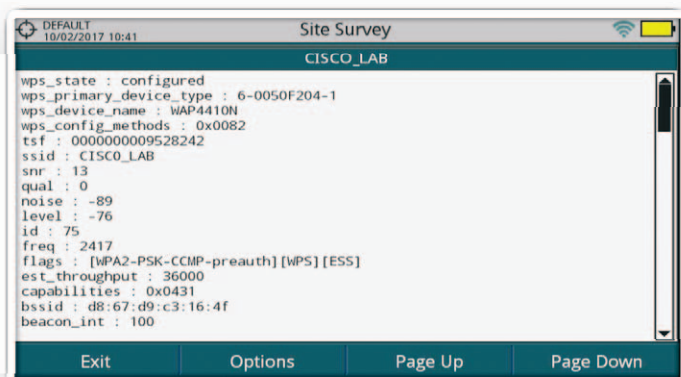 DEFAULT
10/02/2017 10:41
Site Survey
CISCO_LAB
wps_state : configured
wps_primary_device_type : 6-0050F204-1
wps_device_name : WAP4410N
wps_config_methods : 0x0082
tsf : 0000000009528242
ssid : CISCO_LAB
snr : 13
qual : 0
noise : -89
level : -76
id : 75
freq : 2417
flags : [WPA2-PSK-CCMP-preauth][WPS][ESS]
est_throughput : 36000
capabilities : 0x0431
bssid : d8:67:d9:c3:16:4f
beacon_int : 100
Exit Options Page Up Page Down